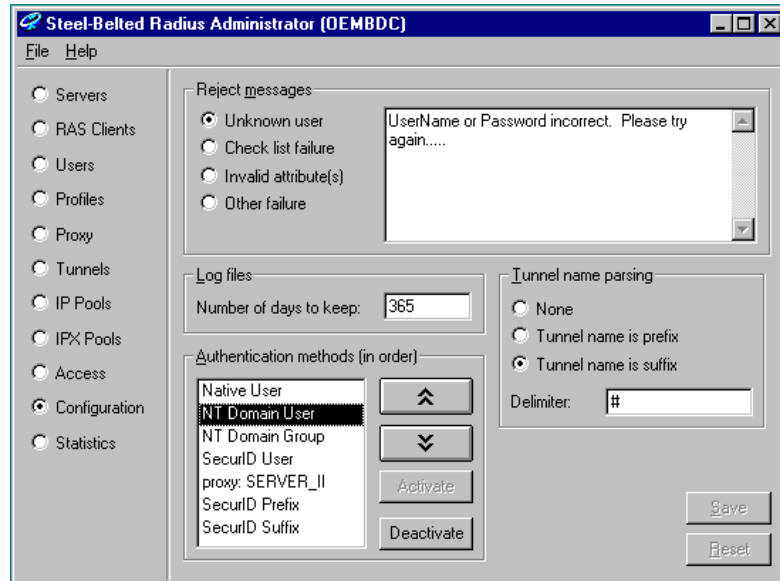 Steel-Belted Radius Administrator (OEMBDC)
File Help
Servers
RAS Clients
Users
Profiles
Proxy
Tunnels
IP Pools
IPX Pools
Access
Configuration
Statistics
Reject messages
Unknown user
Check list failure
Invalid attribute(s)
Other failure
UserName or Password incorrect. Please try
again.....
Log files
Number of days to keep: 365
Authentication methods (in order)
Native User
NT Domain User
NT Domain Group
SecurID User
proxy: SERVER_II
SecurID Prefix
SecurID Suffix
Activate
Deactivate
Tunnel name parsing
None
Tunnel name is prefix
Tunnel name is suffix
Delimiter: #
Save
Reset